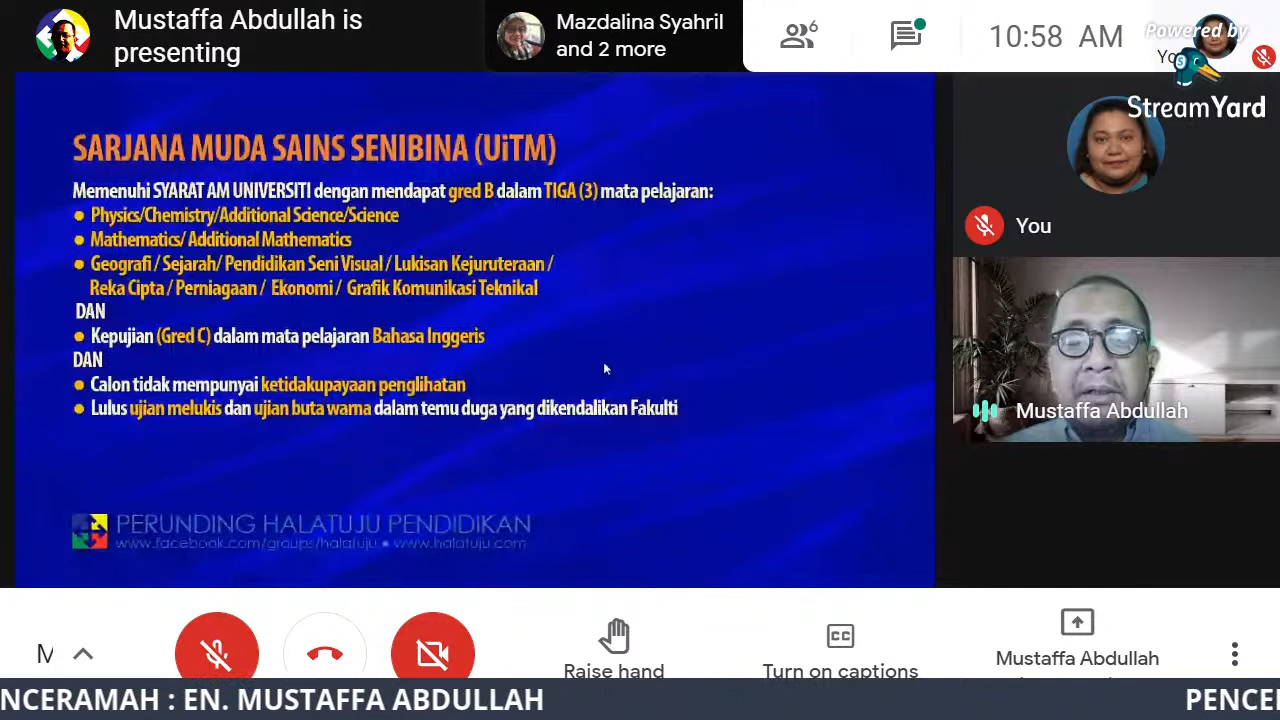 Mustaffa Abdullah is
presenting
Mazdalina Syahril
and 2 more
6
10:58 AM
Powered by
StreamYard
SARJANA MUDA SAINS SENIBINA (UiTM)
Memenuhi SYARAT AM UNIVERSITI dengan mendapat gred B dalam TIGA (3) mata pelajaran:
Physics/Chemistry/Additional Science/Science
Mathematics/ Additional Mathematics
Geografi / Sejarah/ Pendidikan Seni Visual / Lukisan Kejuruteraan /
Reka Cipta / Perniagaan / Ekonomi / Grafik Komunikasi Teknikal
DAN
Kepujian (Gred C) dalam mata pelajaran Bahasa Inggeris
DAN
Calon tidak mempunyai ketidakupayaan penglihatan
Lulus ujian melukis dan ujian buta warna dalam temu duga yang dikendalikan Fakulti
PERUNDING HALATUJU PENDIDIKAN
www.facebook.com/groups/halatuju • www.halatuju.com
You
Mustaffa Abdullah
M
Raise hand
CC
Turn on captions
Mustaffa Abdullah
NCERAMAH : EN. MUSTAFFA ABDULLAH
PENCE